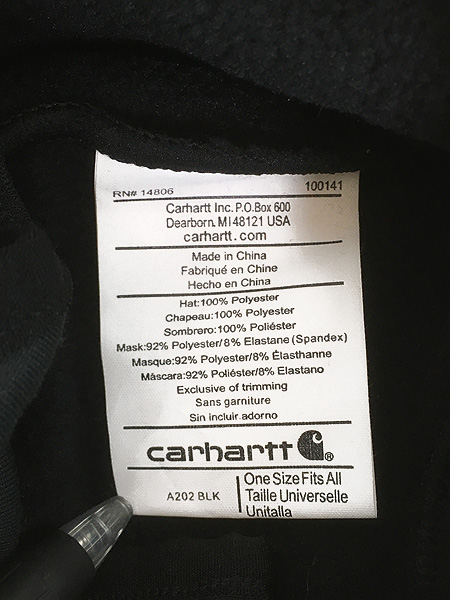 RN# 14806 100141
Carhartt Inc. P.O.Box 600
Dearborn. MI 48121 USA
carhartt.com
Made in China
Fabriqué en Chine
Hecho en China
Hat:100% Polyester
Chapeau:100% Polyester
Sombrero:100% Poliéster
Mask:92% Polyester/8% Elastane (Spandex)
Masque:92% Polyester/8% Élasthanne
Máscara:92% Poliéster/8% Elastano
Exclusive of trimming
Sans garniture
Sin incluir adorno
carhartt ®
A202 BLK
One Size Fits All
Taille Universelle
Unitalla